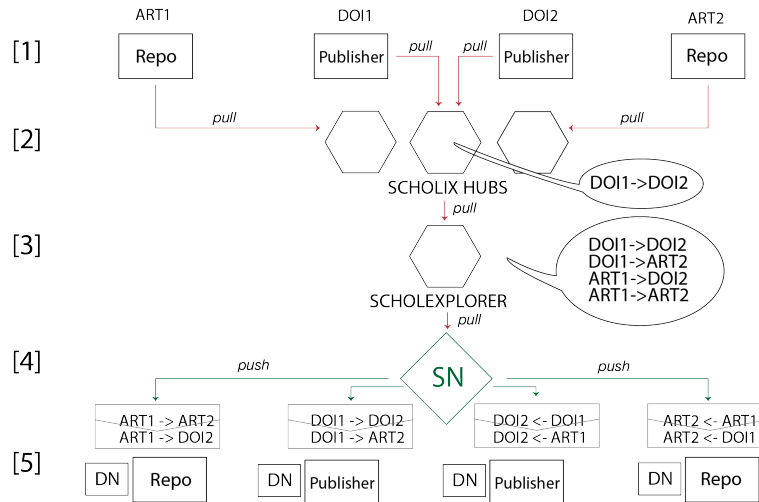 ART1 DOI1 DOI2 ART2
[1] Repo Publisher pull pull Publisher Repo
pull pull
[2]
DOI1->DOI2
SCHOLIX HUBS
pull
[3]
DOI1->DOI2
DOI1->ART2
ART1->DOI2
ART1->ART2
SCHOLEXPLORER
pull
[4] push SN push
ART1 -> ART2 DOI1 -> DOI2 DOI2 <- DOI1 ART2 <- ART1
ART1 -> DOI2 DOI1 -> ART2 DOI2 <- ART1 ART2 <- DOI1
[5] DN Repo DN Publisher DN Publisher DN Repo